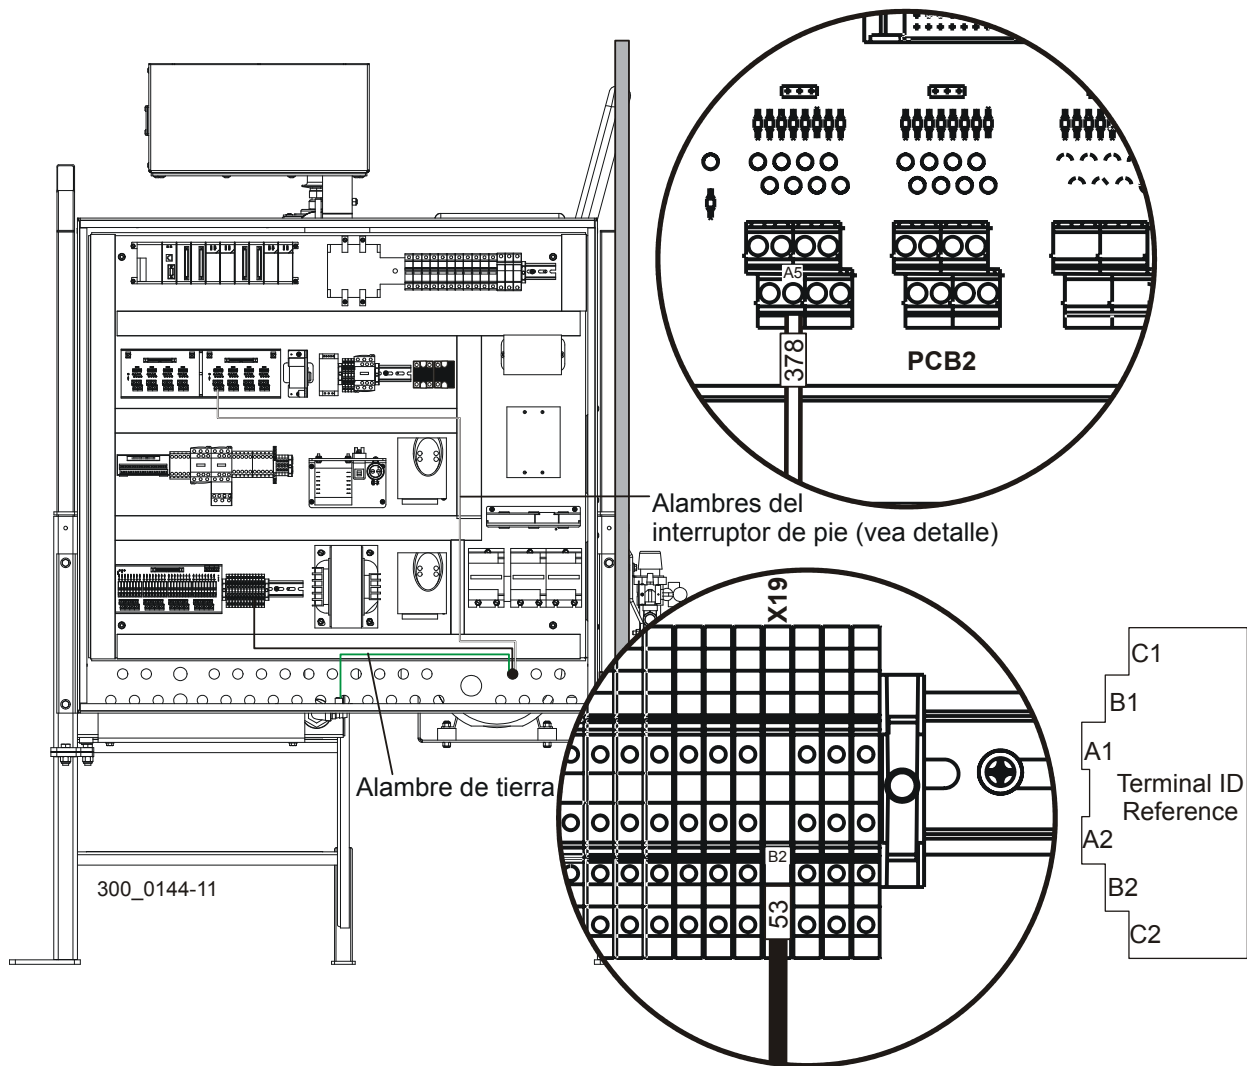 A5
378
PCB2
Alambres del
interruptor de pie (vea detalle)
X19
C1
B1
A1
Terminal ID
Reference
A2
B2
C2
Alambre de tierra
B2
53
300_0144-11